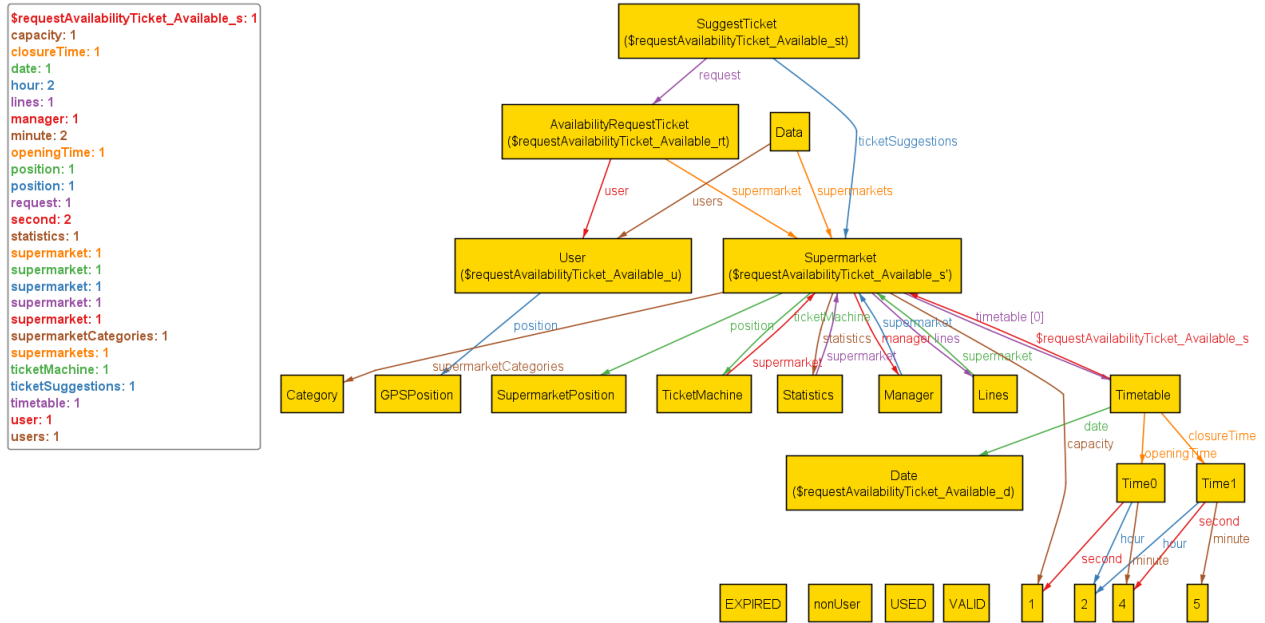 $requestAvailabilityTicket_Available_s: 1
capacity: 1
closureTime: 1
date: 1
hour: 2
lines: 1
manager: 1
minute: 2
openingTime: 1
position: 1
position: 1
request: 1
second: 2
statistics: 1
supermarket: 1
supermarket: 1
supermarket: 1
supermarket: 1
supermarket: 1
supermarketCategories: 1
supermarkets: 1
ticketMachine: 1
ticketSuggestions: 1
timetable: 1
user: 1
users: 1
SuggestTicket
($requestAvailabilityTicket_Available_st)
request
AvailabilityRequestTicket
($requestAvailabilityTicket_Available_rt)
Data
ticketSuggestions
user
supermarket
supermarkets
users
User
($requestAvailabilityTicket_Available_u)
Supermarket
($requestAvailabilityTicket_Available_s')
position
position
ticketMachine
statistics
supermarket
manager
lines
timetable [0]
$requestAvailabilityTicket_Available_s
supermarketCategories
supermarket
supermarket
supermarket
Category
GPSPosition
SupermarketPosition
TicketMachine
Statistics
Manager
Lines
Timetable
date
capacity
openingTime
closureTime
Date
($requestAvailabilityTicket_Available_d)
Time0
Time1
second
hour
minute
hour
second
minute
EXPIRED
nonUser
USED
VALID
1
2
4
5